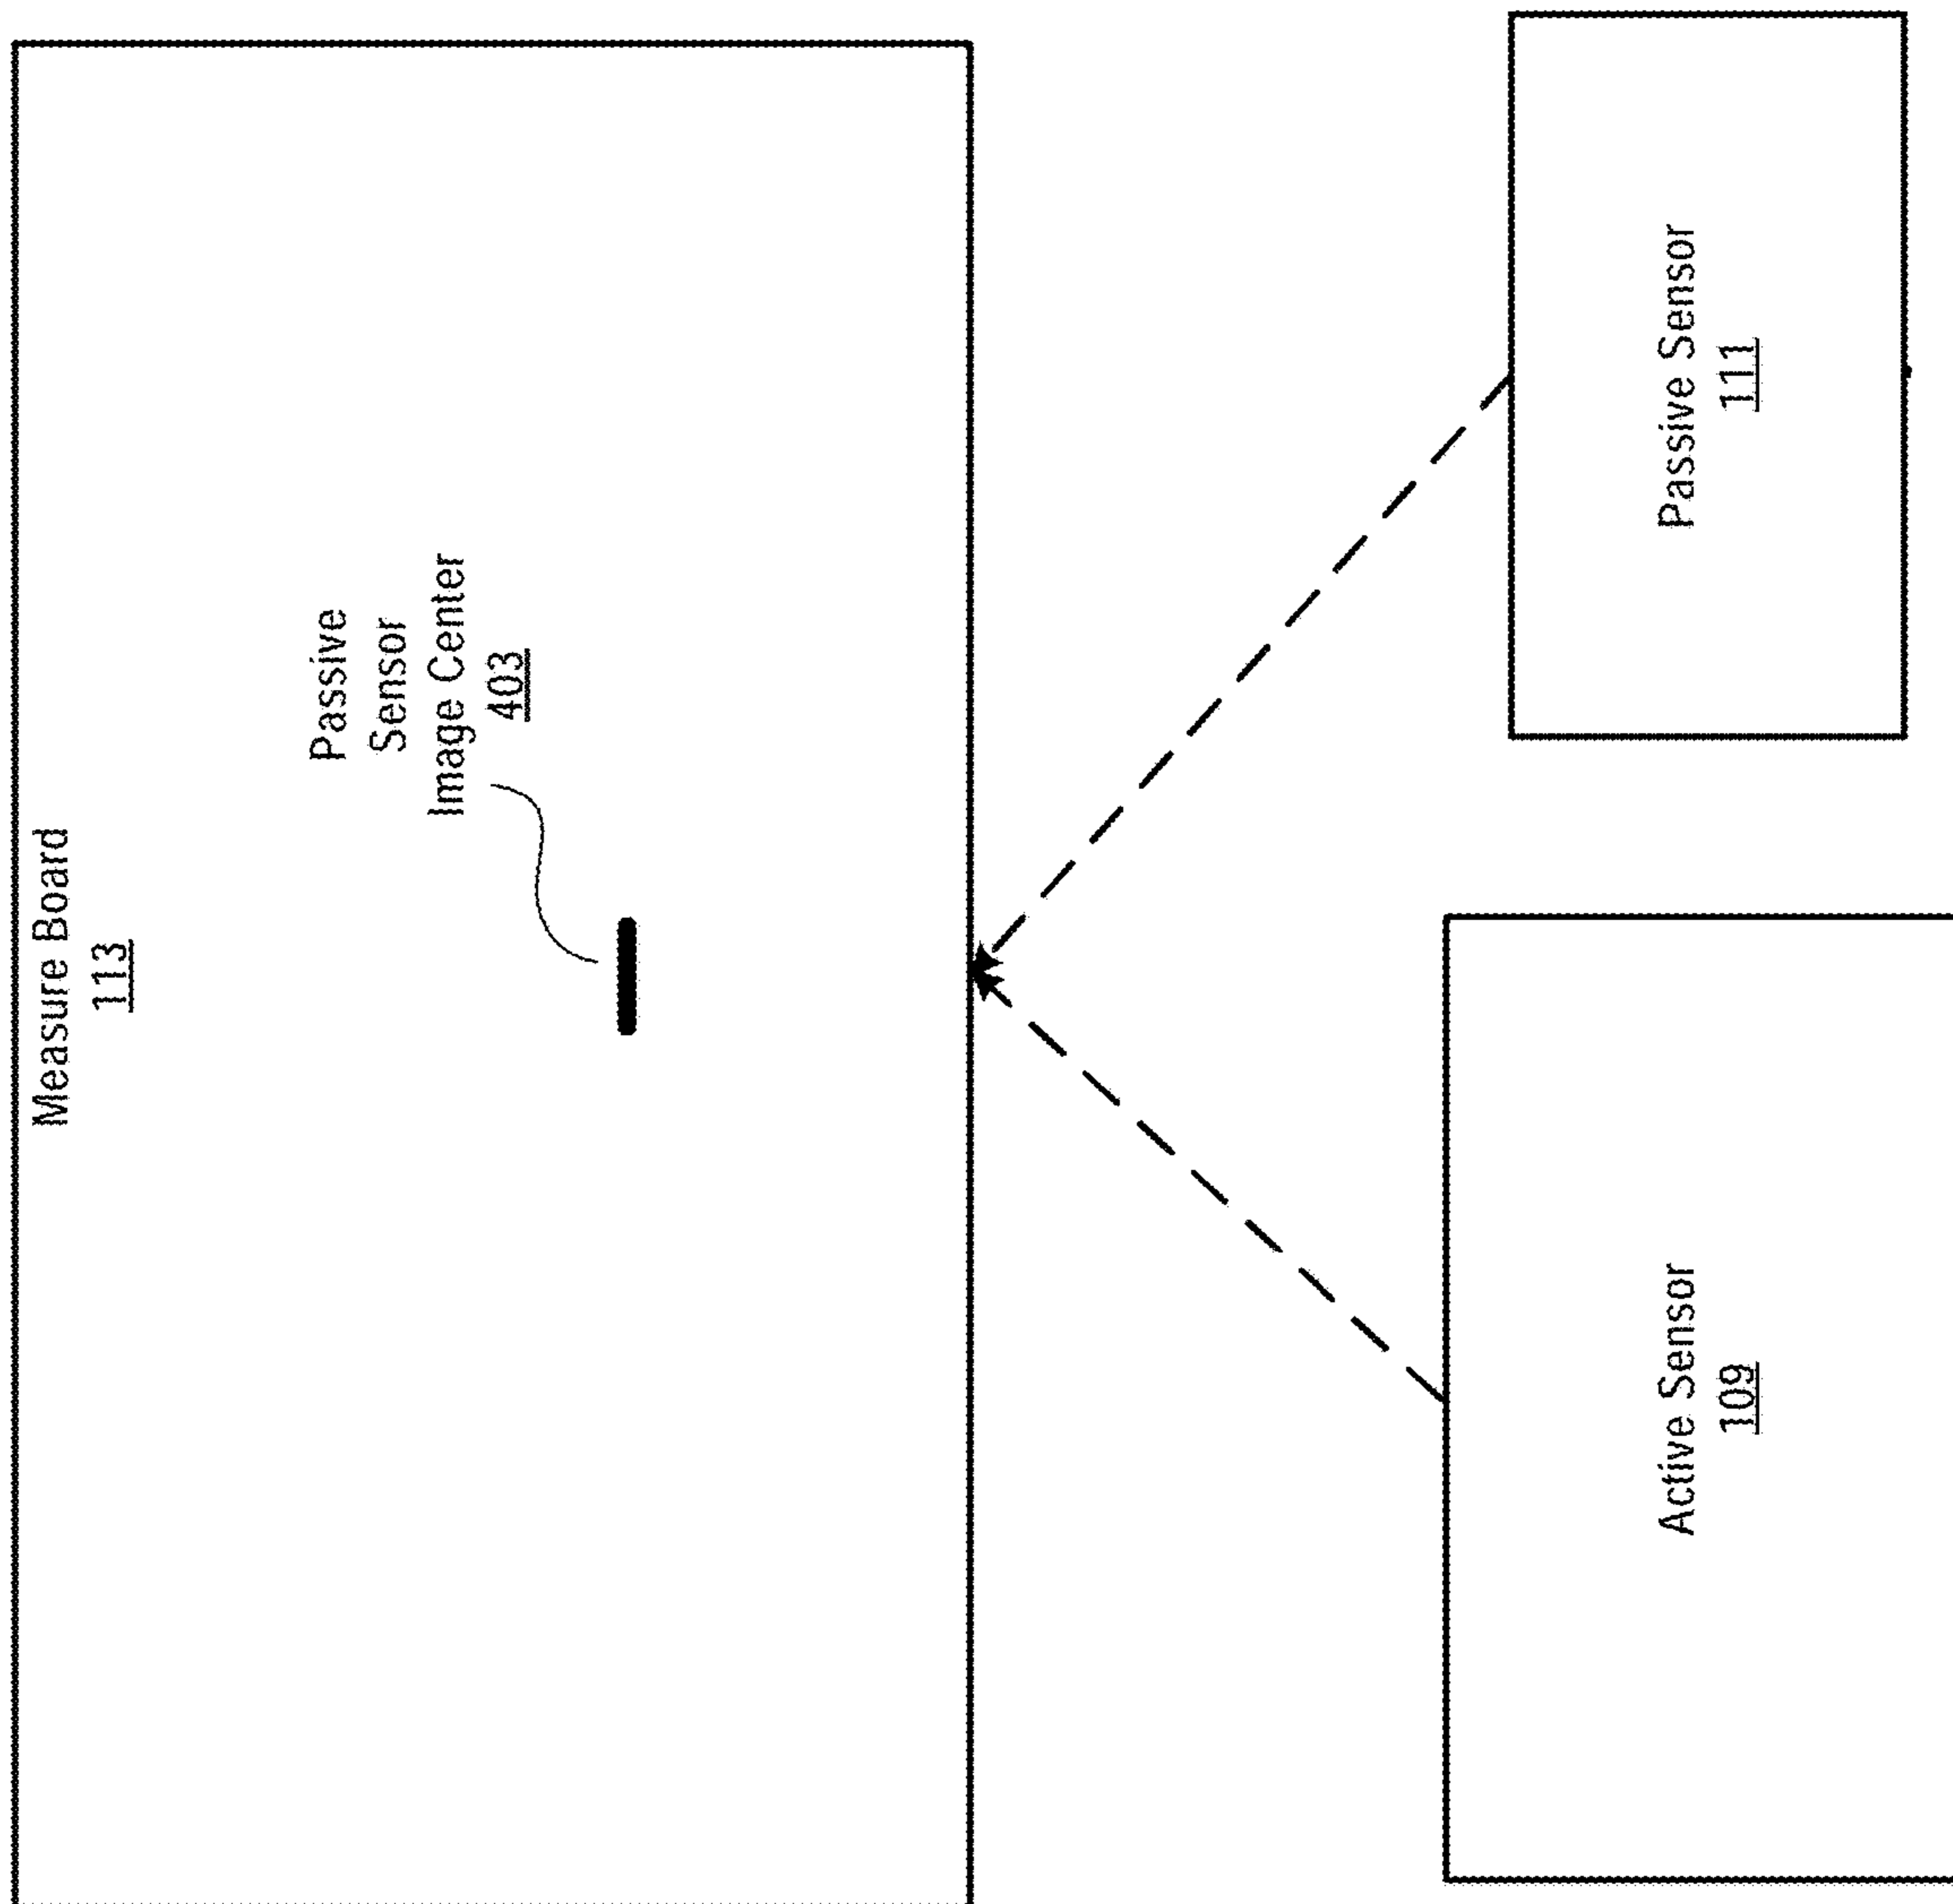 Measure Board
113
Passive
Sensor
Image Center
403
Active Sensor
109
Passive Sensor
111